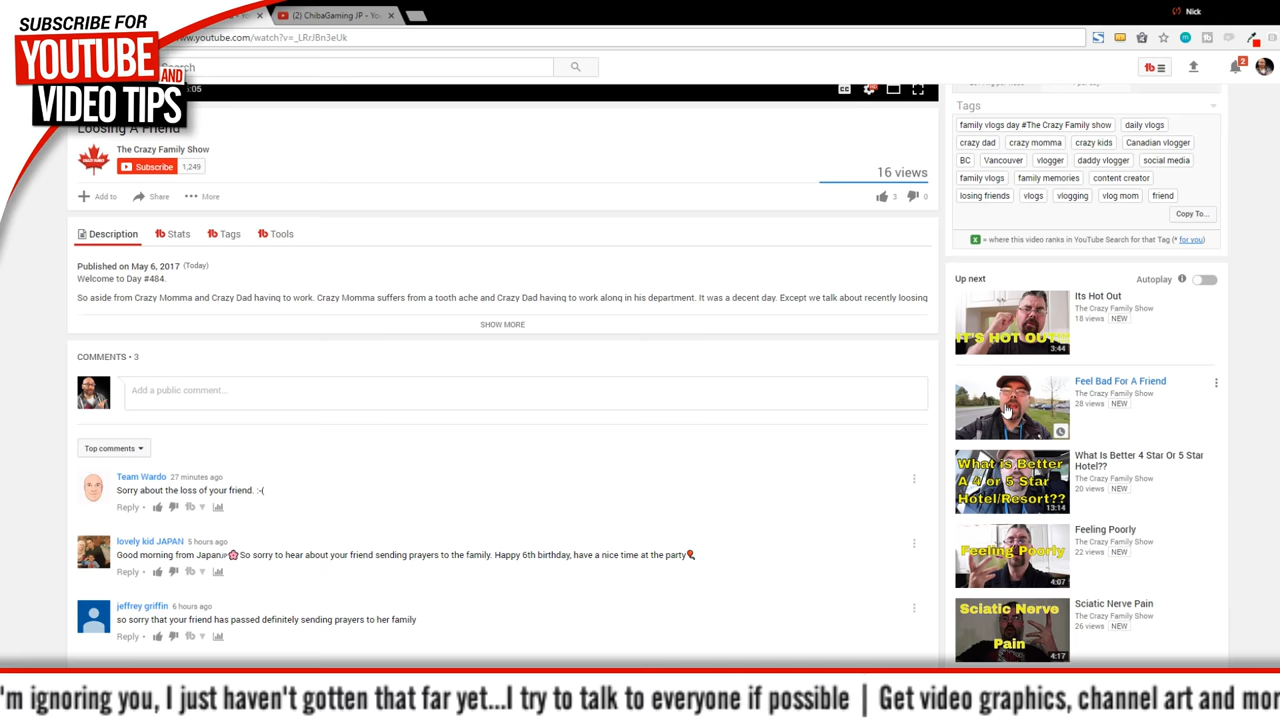 SUBSCRIBE FOR
YOUTUBE
AND
VIDEO TIPS
(2) ChibaGaming JP - Yo
Nick
w.youtube.com/watch?v=_LRrJBn3eUk
Search
2
5:05
Loosing A Friend
The Crazy Family Show
Subscribe
1,249
16 views
Add to
Share
More
3
0
Description
Stats
Tags
Tools
Published on May 6, 2017 (Today)
Welcome to Day #484.
So aside from Crazy Momma and Crazy Dad having to work. Crazy Momma suffers from a tooth ache and Crazy Dad having to work along in his department. It was a decent day. Except we talk about recently loosing
SHOW MORE
COMMENTS • 3
Add a public comment...
Top comments
Team Wardo 27 minutes ago
Sorry about the loss of your friend. :-(
Reply •
lovely kid JAPAN 5 hours ago
Good morning from Japan🇯🇵🌸So sorry to hear about your friend sending prayers to the family. Happy 6th birthday, have a nice time at the party🎈
Reply •
jeffrey griffin 6 hours ago
so sorry that your friend has passed definitely sending prayers to her family
Reply •
Tags
family vlogs day #The Crazy Family show
daily vlogs
crazy dad
crazy momma
crazy kids
Canadian vlogger
BC
Vancouver
vlogger
daddy vlogger
social media
family vlogs
family memories
content creator
losing friends
vlogs
vlogging
vlog mom
friend
Copy To...
= where this video ranks in YouTube Search for that Tag (* for you)
Up next
Autoplay
IT'S HOT OUT!!
3:44
Its Hot Out
The Crazy Family Show
18 views NEW
Feel Bad For A Friend
The Crazy Family Show
28 views NEW
What is Better
A 4 or 5 Star
Hotel/Resort??
13:14
What Is Better 4 Star Or 5 Star
Hotel??
The Crazy Family Show
20 views NEW
Feeling Poorly
4:07
Feeling Poorly
The Crazy Family Show
22 views NEW
Sciatic Nerve
Pain
4:17
Sciatic Nerve Pain
The Crazy Family Show
26 views NEW
'm ignoring you, I just haven't gotten that far yet...I try to talk to everyone if possible | Get video graphics, channel art and mor